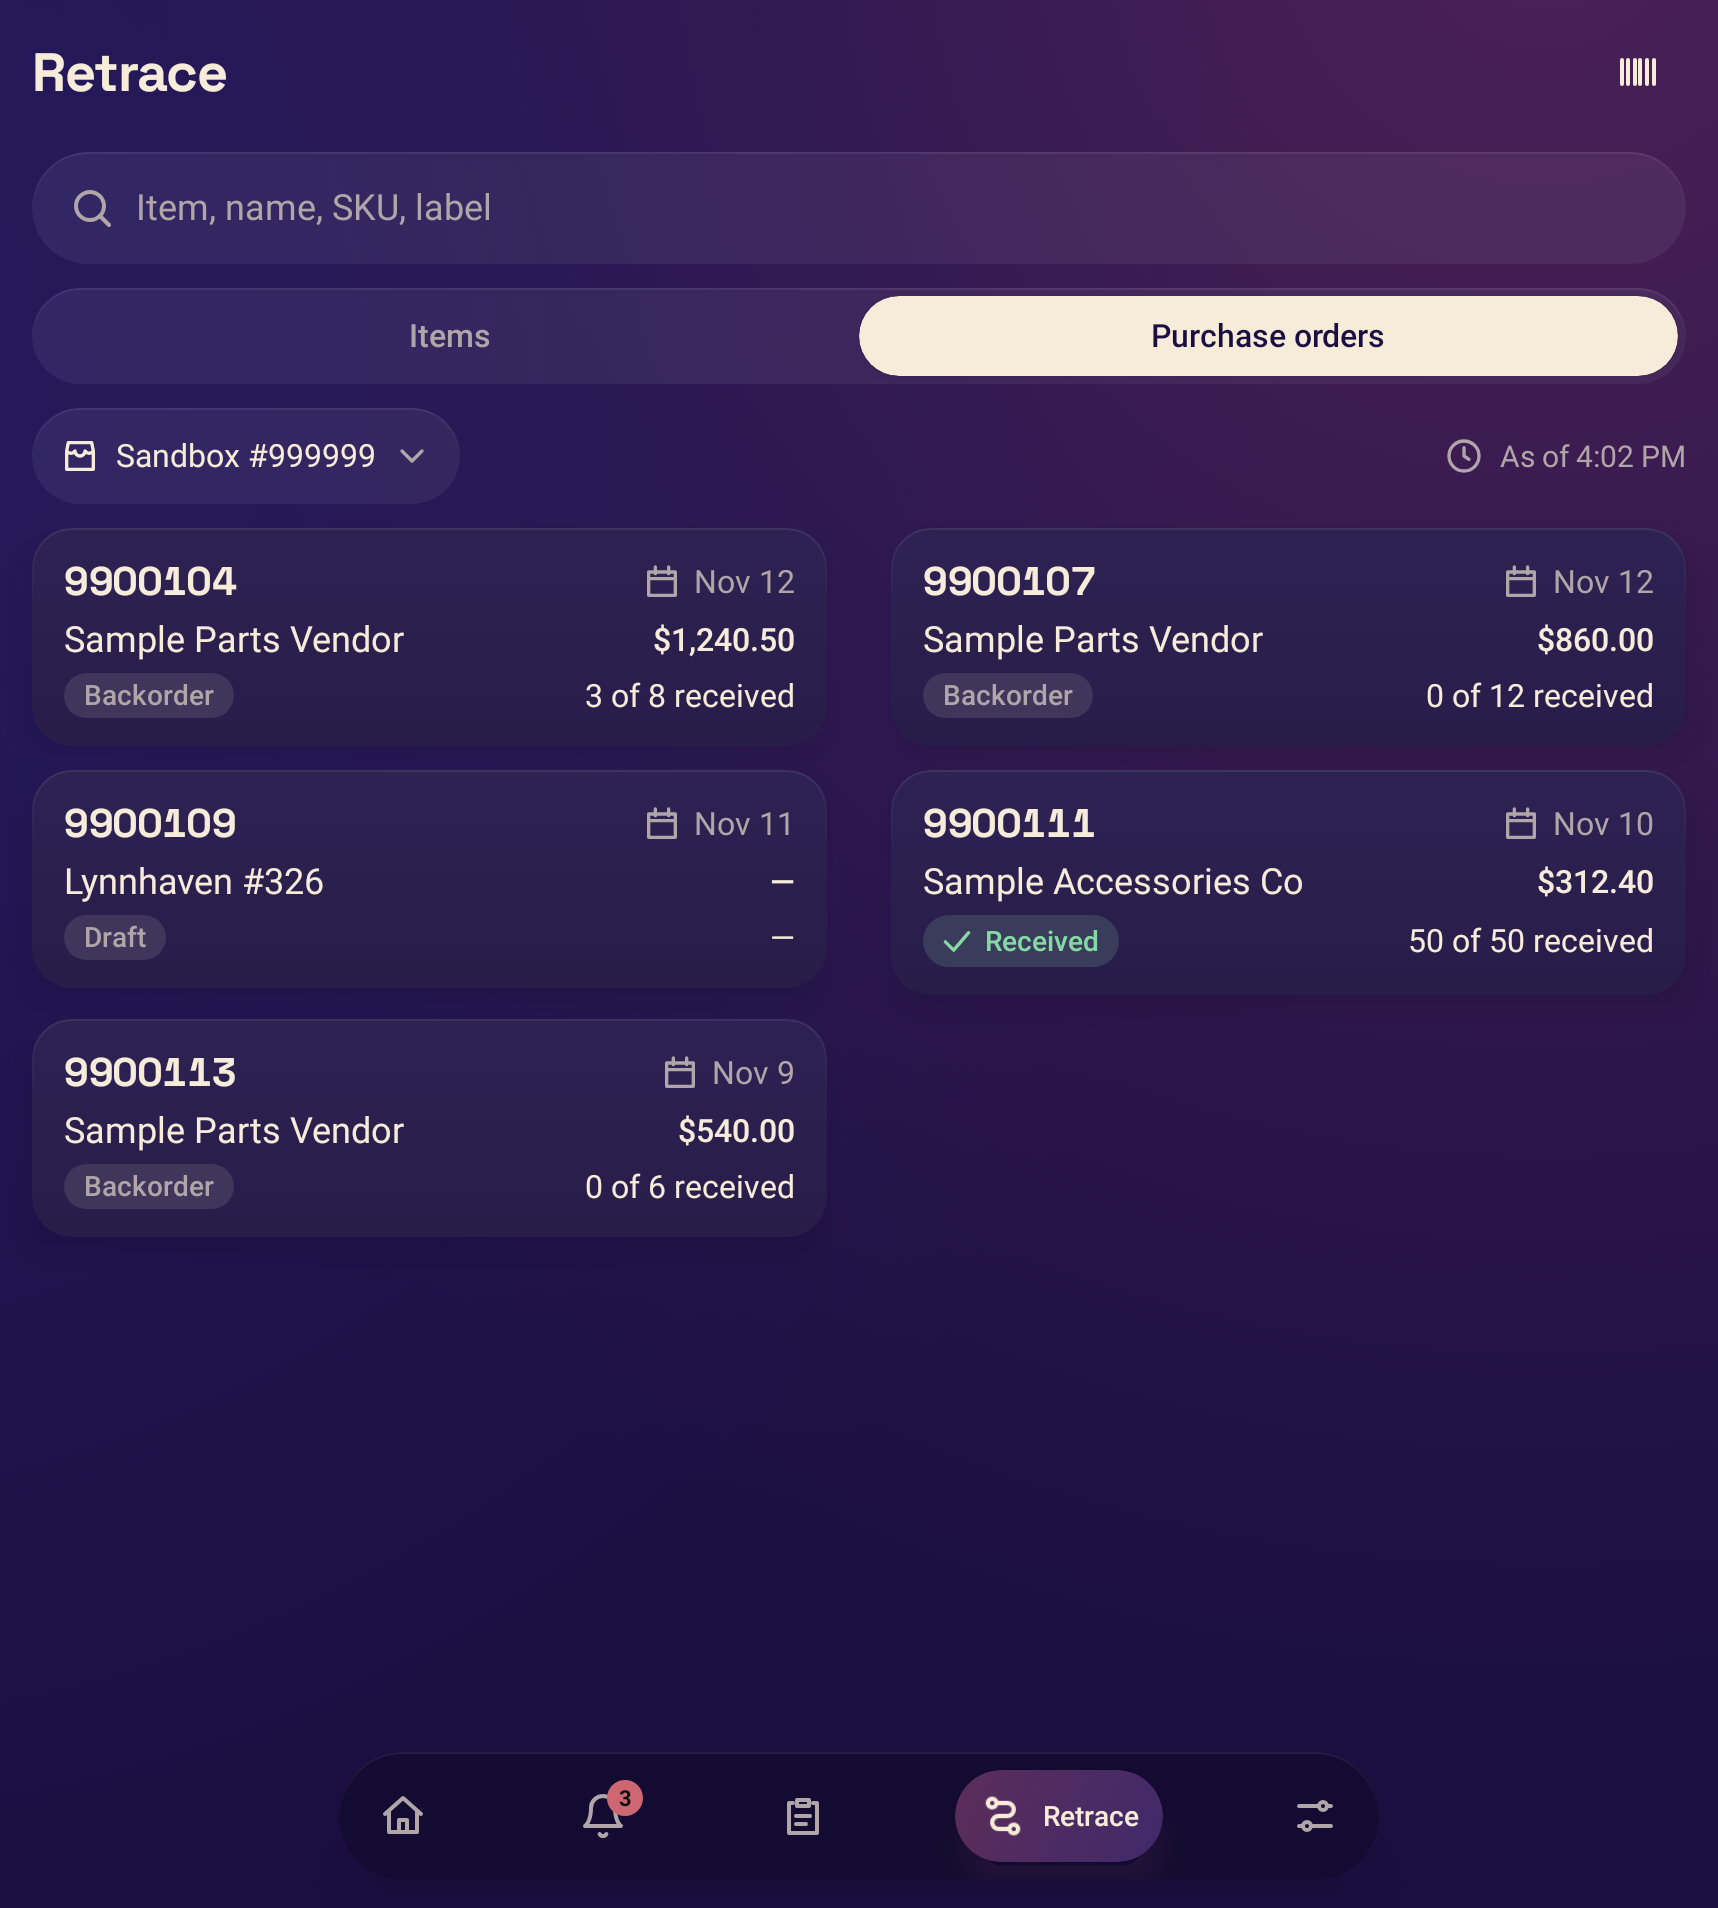 Retrace
Item, name, SKU, label
Items
Purchase orders
Sandbox #999999
As of 4:02 PM
9900104
Nov 12
Sample Parts Vendor
$1,240.50
Backorder
3 of 8 received
9900107
Nov 12
Sample Parts Vendor
$860.00
Backorder
0 of 12 received
9900109
Nov 11
Lynnhaven #326
–
Draft
–
9900111
Nov 10
Sample Accessories Co
$312.40
Received
50 of 50 received
9900113
Nov 9
Sample Parts Vendor
$540.00
Backorder
0 of 6 received
3
Retrace